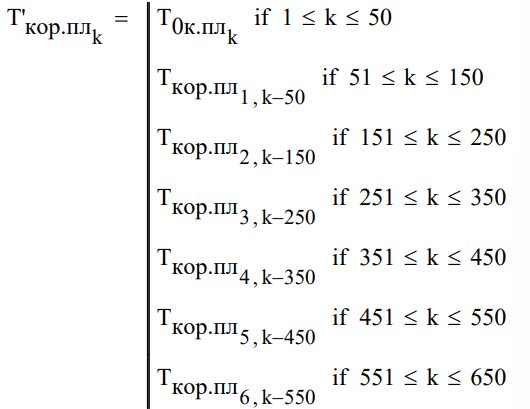 T'кор.пл_k = T0к.пл_k if 1 ≤ k ≤ 50
Tкор.пл_1,k−50 if 51 ≤ k ≤ 150
Tкор.пл_2,k−150 if 151 ≤ k ≤ 250
Tкор.пл_3,k−250 if 251 ≤ k ≤ 350
Tкор.пл_4,k−350 if 351 ≤ k ≤ 450
Tкор.пл_5,k−450 if 451 ≤ k ≤ 550
Tкор.пл_6,k−550 if 551 ≤ k ≤ 650